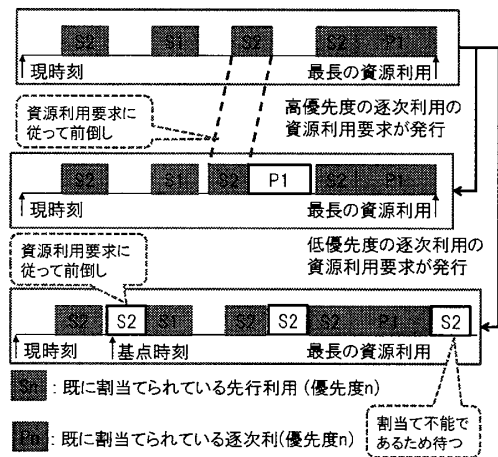 S2 S1 S2 S2 P1
現時刻 最長の資源利用
資源利用要求に
従って前倒し
高優先度の逐次利用の
資源利用要求が発行
S2 S1 S2 P1 S2 P1
現時刻 最長の資源利用
資源利用要求に
従って前倒し
低優先度の逐次利用の
資源利用要求が発行
S2 S2 S1 S2 S2 S2 P1 S2
現時刻 基点時刻 最長の資源利用
Sn : 既に割当てられている先行利用 (優先度n)
Pn : 既に割当てられている逐次利(優先度n)
割当て不能で
あるため待つ